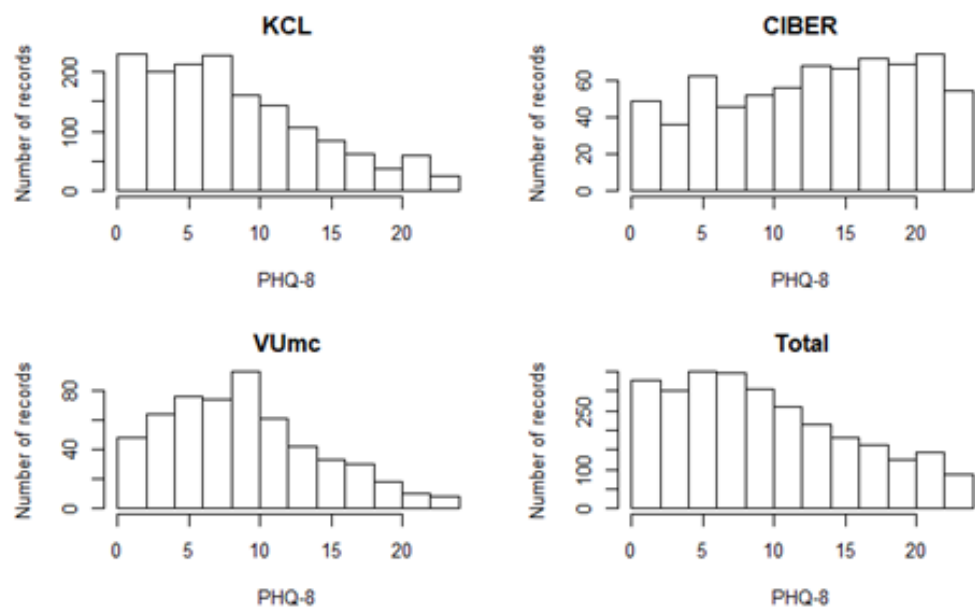 KCL
Number of records
0 100 200
0 5 10 15 20
PHQ-8
CIBER
Number of records
0 20 40 60
0 5 10 15 20
PHQ-8
VUmc
Number of records
0 40 80
0 5 10 15 20
PHQ-8
Total
Number of records
0 100 250
0 5 10 15 20
PHQ-8